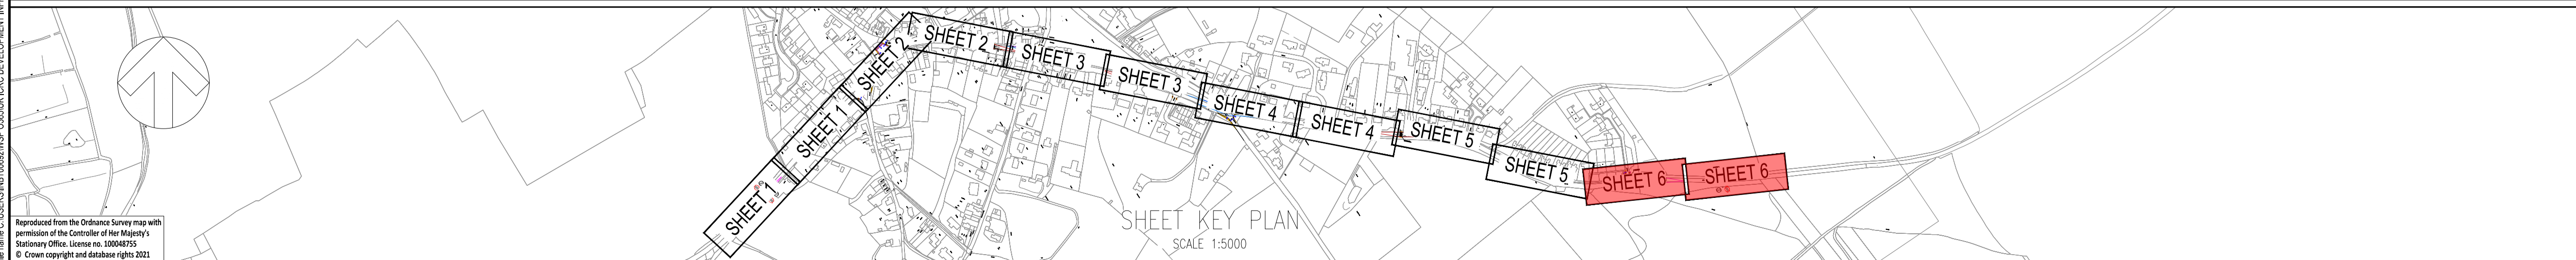 SHEET 1
SHEET 1
SHEET 2
SHEET 2
SHEET 3
SHEET 3
SHEET 4
SHEET 4
SHEET 5
SHEET 5
SHEET 6
SHEET 6
SHEET KEY PLAN
SCALE 1:5000
Reproduced from the Ordnance Survey map with
permission of the Controller of Her Majesty's
Stationary Office. License no. 100048755
© Crown copyright and database rights 2021